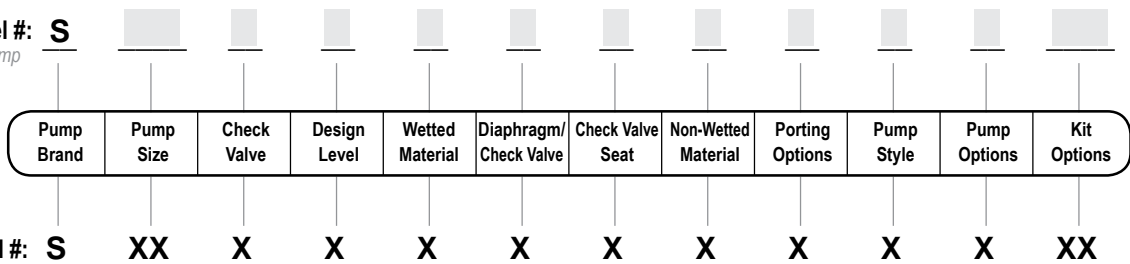 el #: S
mp
Pump Brand
Pump Size
Check Valve
Design Level
Wetted Material
Diaphragm/ Check Valve
Check Valve Seat
Non-Wetted Material
Porting Options
Pump Style
Pump Options
Kit Options
l #: S XX X X X X X X X X X XX